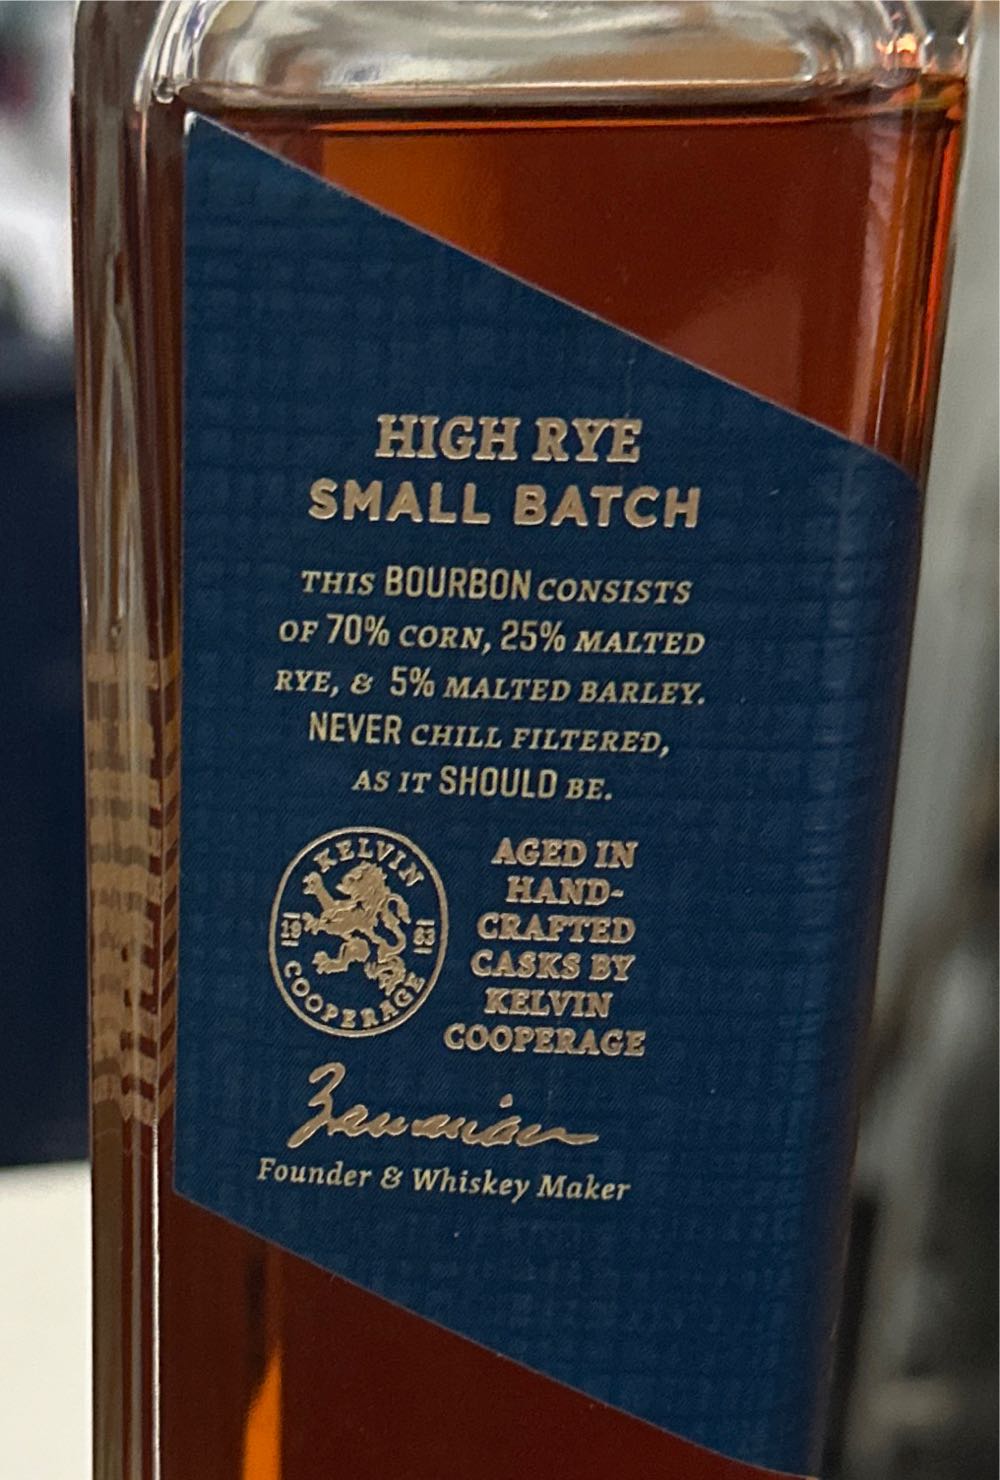 HIGH RYE
SMALL BATCH
THIS BOURBON CONSISTS
OF 70% CORN, 25% MALTED
RYE, & 5% MALTED BARLEY.
NEVER CHILL FILTERED,
AS IT SHOULD BE.
KELVIN
19 63
COOPERAGE
AGED IN
HAND-
CRAFTED
CASKS BY
KELVIN
COOPERAGE
Founder & Whiskey Maker